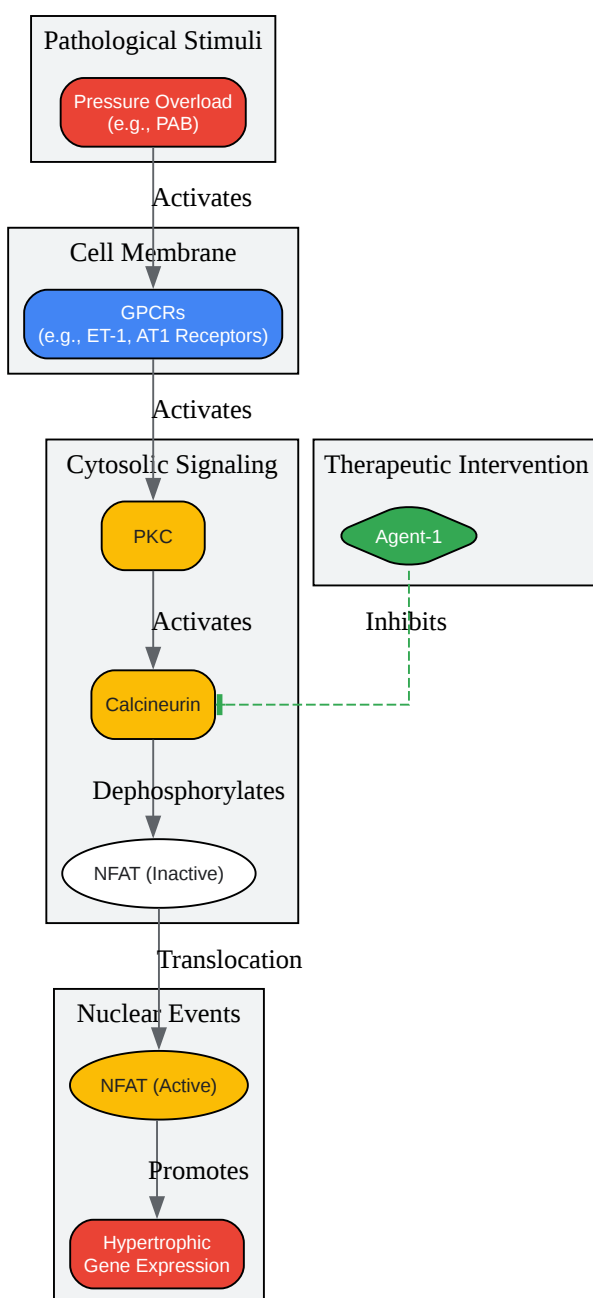 Pathological Stimuli
Pressure Overload
(e.g., PAB)
Activates
Cell Membrane
GPCRs
(e.g., ET-1, AT1 Receptors)
Activates
Cytosolic Signaling
Therapeutic Intervention
PKC
Agent-1
Activates
Inhibits
Calcineurin
Dephosphorylates
NFAT (Inactive)
Translocation
Nuclear Events
NFAT (Active)
Promotes
Hypertrophic
Gene Expression